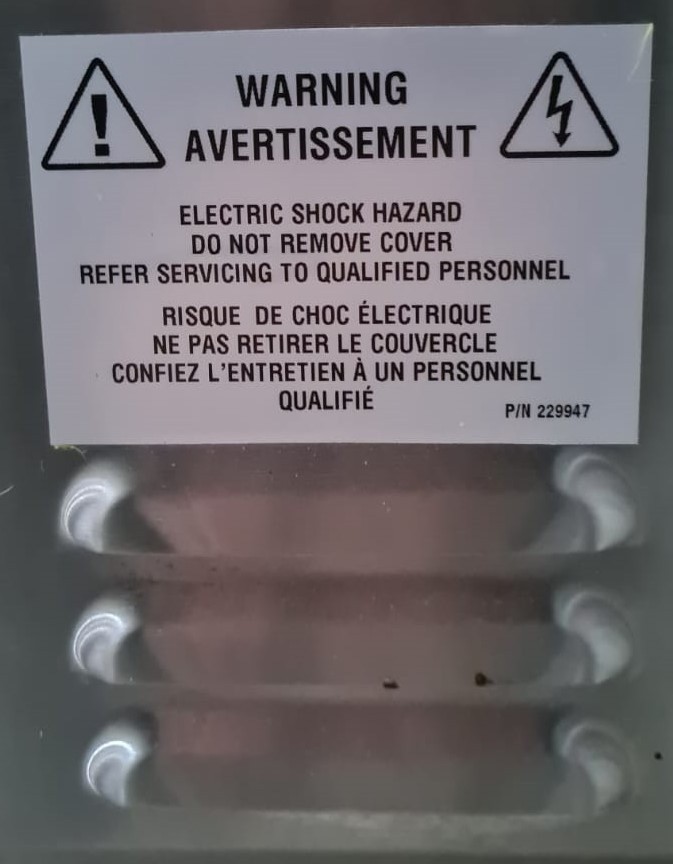 WARNING
AVERTISSEMENT
ELECTRIC SHOCK HAZARD
DO NOT REMOVE COVER
REFER SERVICING TO QUALIFIED PERSONNEL
RISQUE DE CHOC ÉLECTRIQUE
NE PAS RETIRER LE COUVERCLE
CONFIEZ L'ENTRETIEN À UN PERSONNEL
QUALIFIÉ
P/N 229947